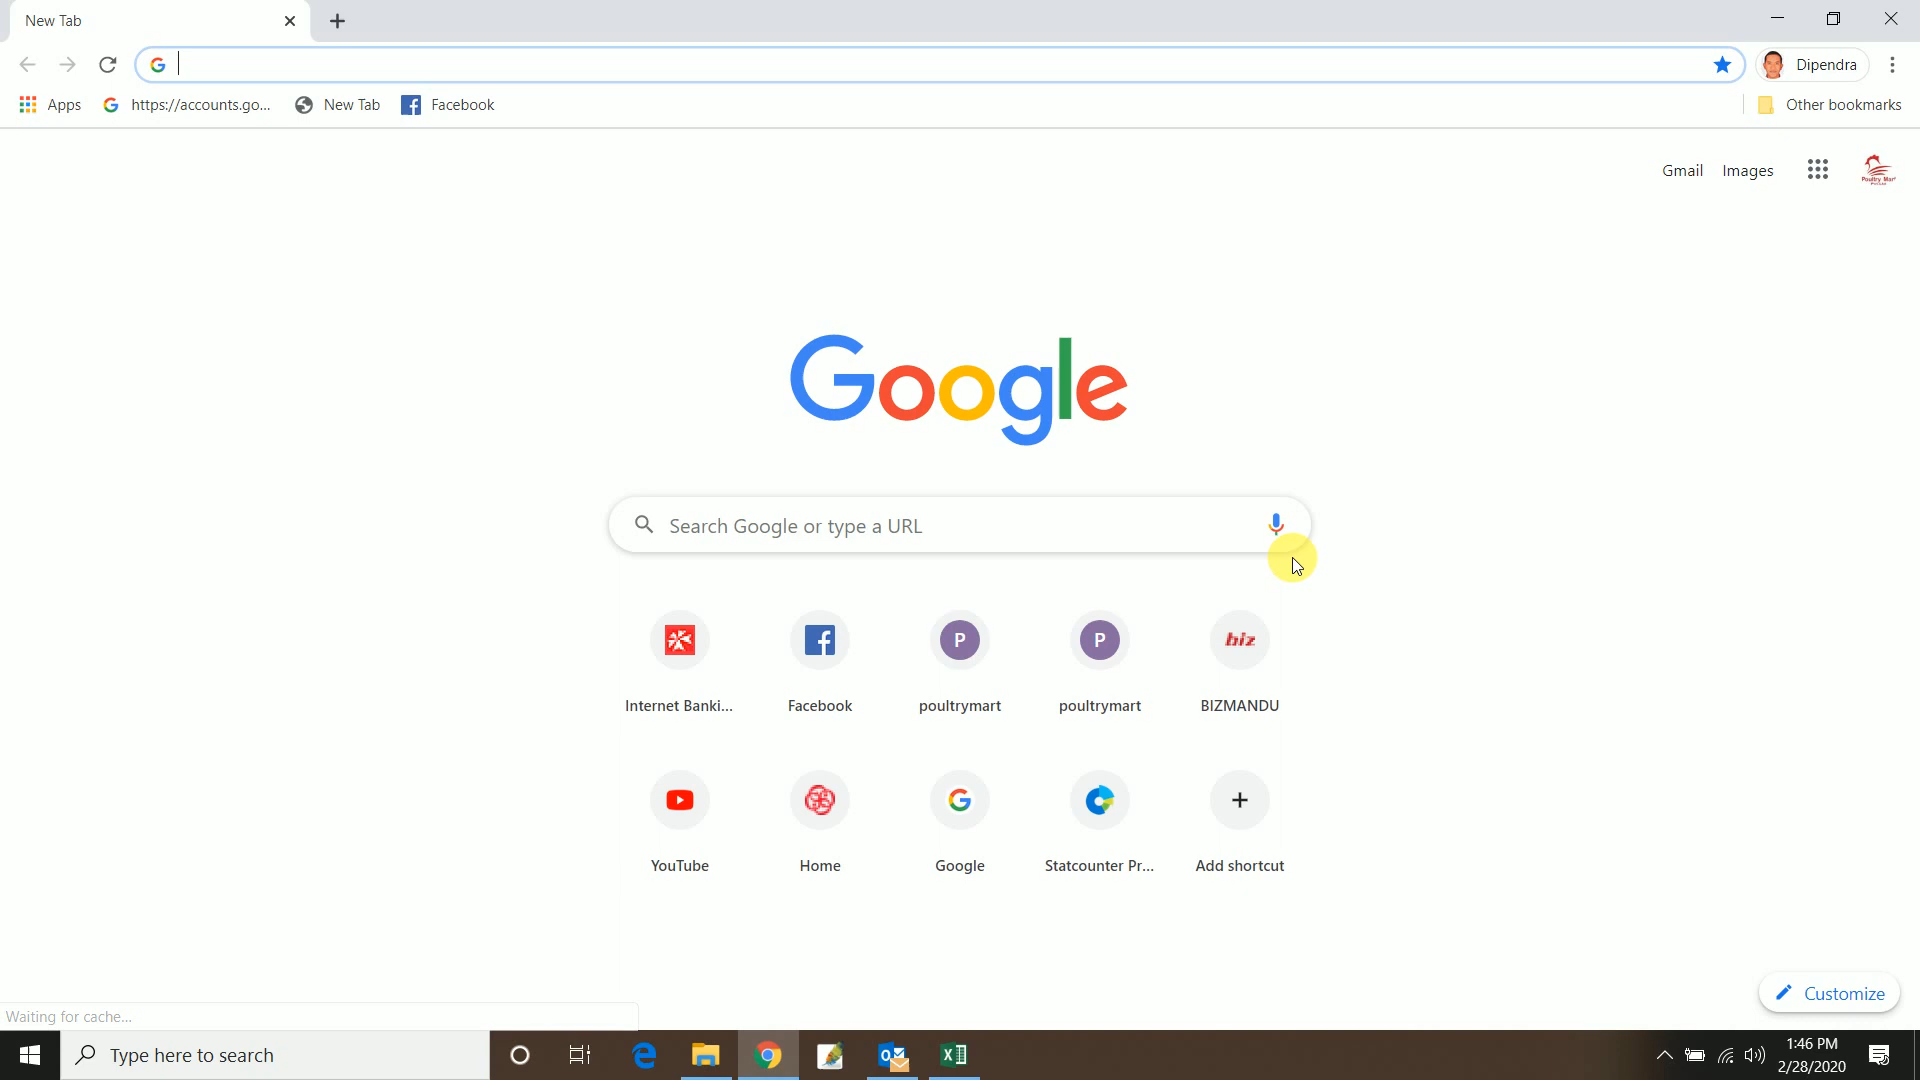 New Tab
Dipendra
Apps https://accounts.go... New Tab Facebook Other bookmarks
Gmail Images
Poultry Mart
Google
Search Google or type a URL
P P biz
Internet Banki... Facebook poultrymart poultrymart BIZMANDU
YouTube Home Google Statcounter Pr... Add shortcut
Customize
Waiting for cache...
Type here to search
1:46 PM
2/28/2020